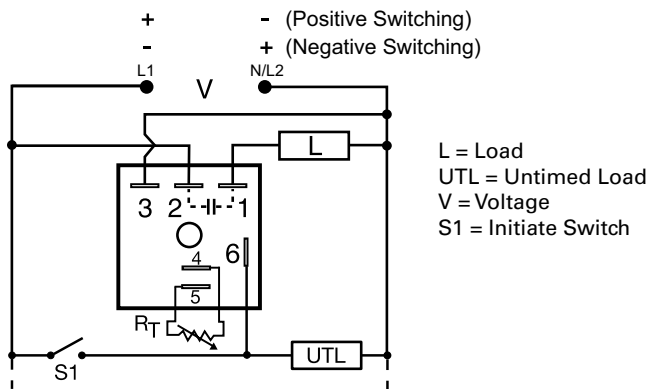 + - (Positive Switching)
- + (Negative Switching)
L1 V N/L2
L
3 2 1
6
4
5
RT
S1
UTL
L = Load
UTL = Untimed Load
V = Voltage
S1 = Initiate Switch